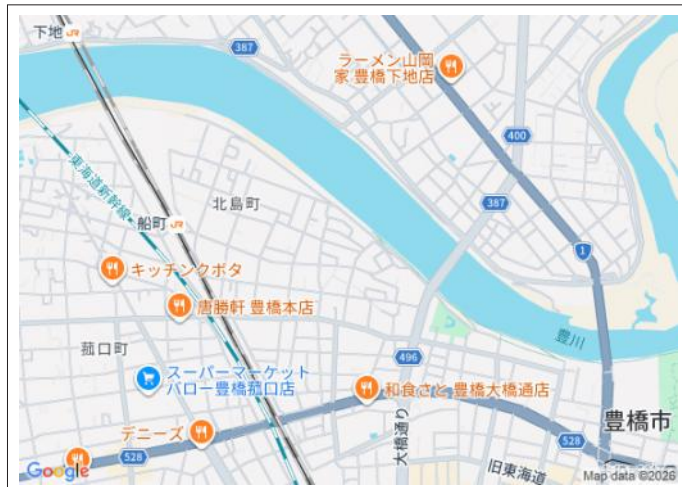 下地
JR
387
ラーメン山岡
家 豊橋下地店
400
東海道新幹線
北島町
387
船町
JR
1
キッチンクボタ
唐勝軒 豊橋本店
豊川
菰口町
496
スーパーマーケット
バロー豊橋菰口店
和食さと 豊橋大橋通店
大橋通り
豊橋市
デニーズ
528
528
旧東海道
Google
Map data ©2026